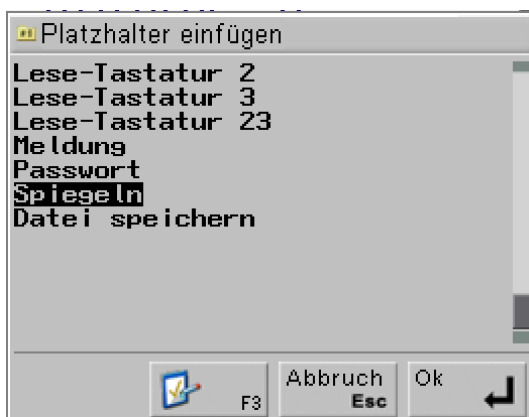 Platzhalter einfügen
Lese-Tastatur 2
Lese-Tastatur 3
Lese-Tastatur 23
Meldung
Passwort
Spiegeln
Datei speichern
F3
Abbruch
Esc
Ok